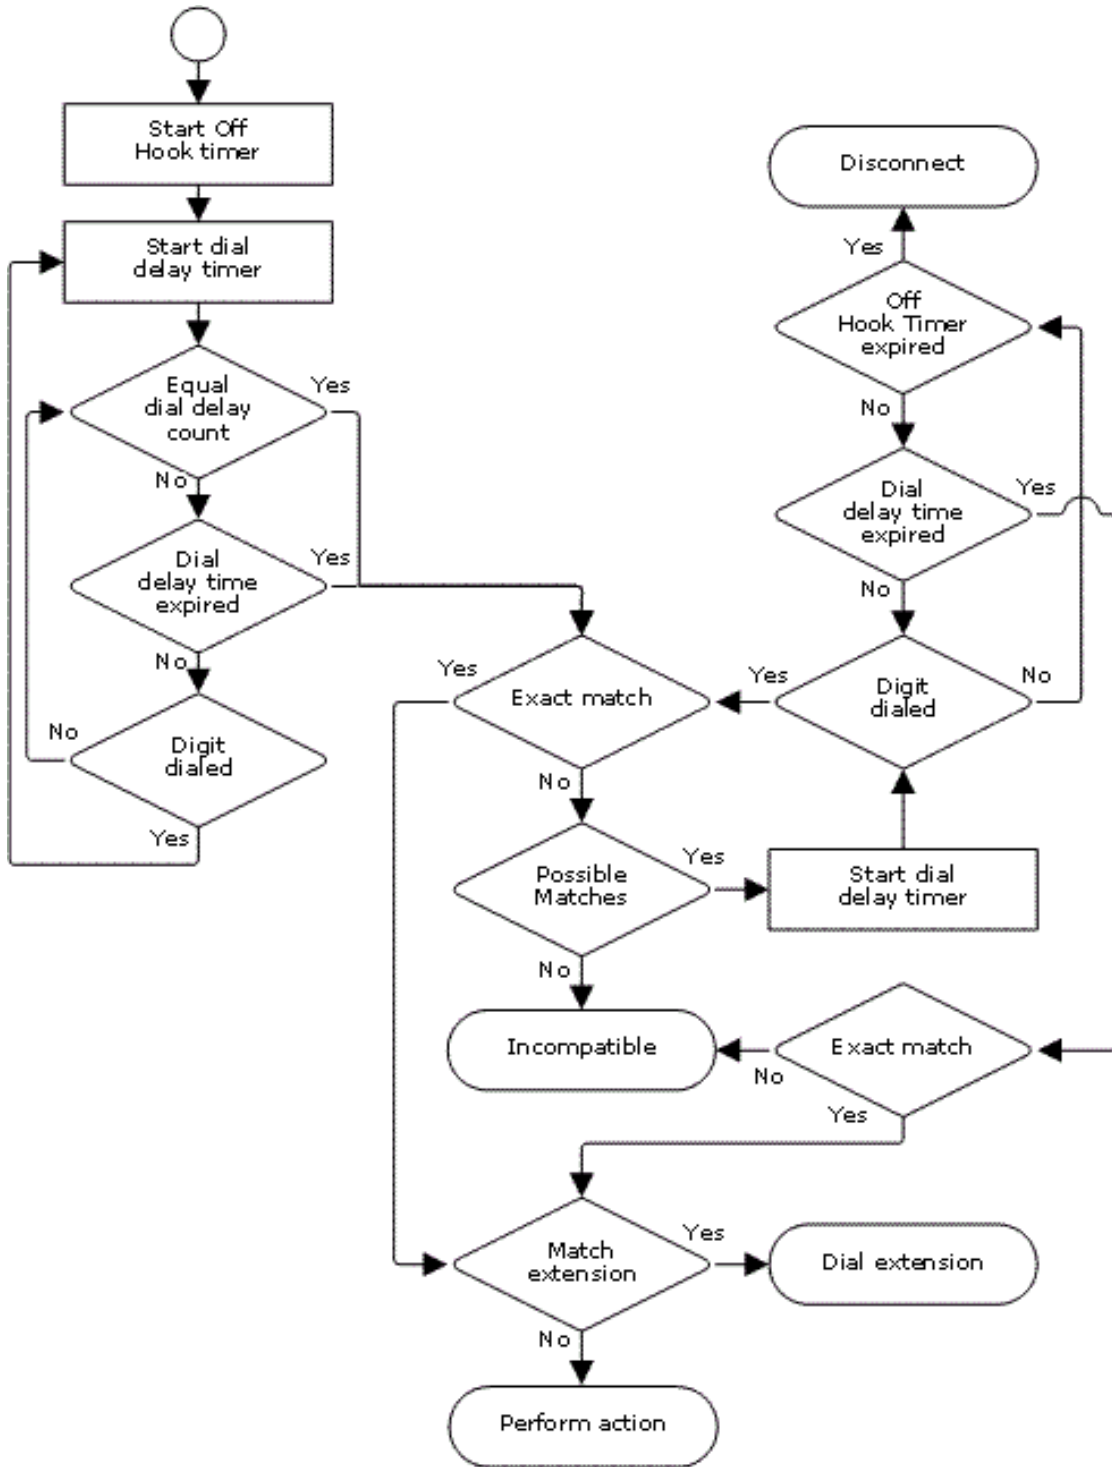 Start Off
Hook timer
Start dial
delay timer
Equal
dial delay
count
Yes
No
Dial
delay time
expired
Yes
No
Digit
dialed
No
Yes
Disconnect
Yes
Off
Hook Timer
expired
No
Dial
delay time
expired
Yes
No
Digit
dialed
Yes
No
Exact match
Yes
No
Possible
Matches
Yes
No
Start dial
delay timer
Incompatible
Exact match
No
Yes
Match
extension
Yes
No
Dial extension
Perform action